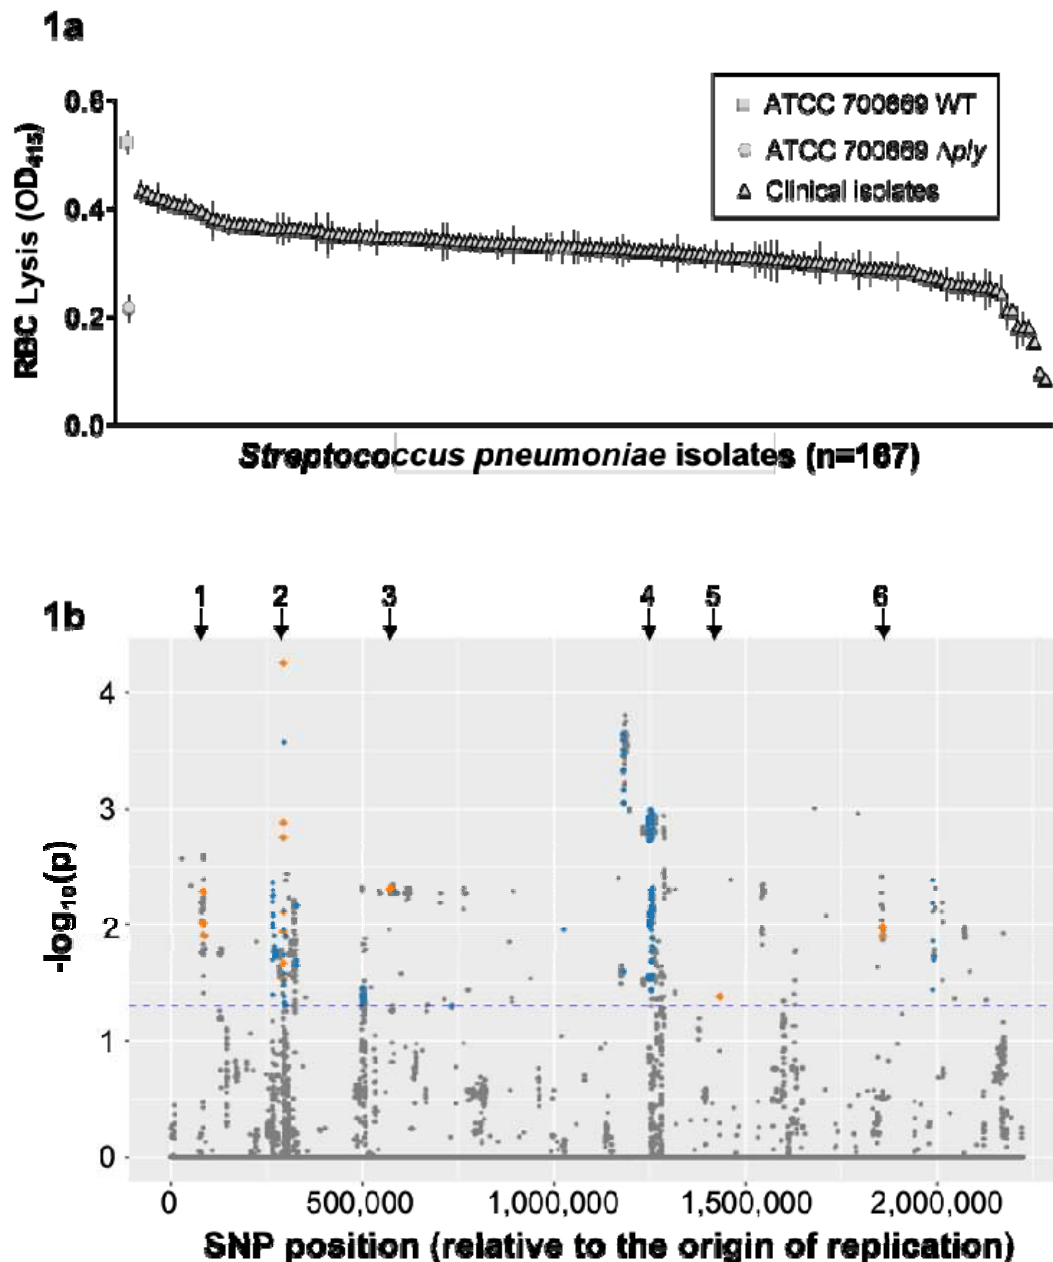 1a
0.6
0.4
0.2
0.0
RBC Lysis (OD₄₁₅)
ATCC 700669 WT
ATCC 700669 Δply
Clinical isolates
Streptococcus pneumoniae isolates (n=167)
1b
1 2 3 4 5 6
4
3
2
1
0
-log₁₀(p)
0 500,000 1,000,000 1,500,000 2,000,000
SNP position (relative to the origin of replication)